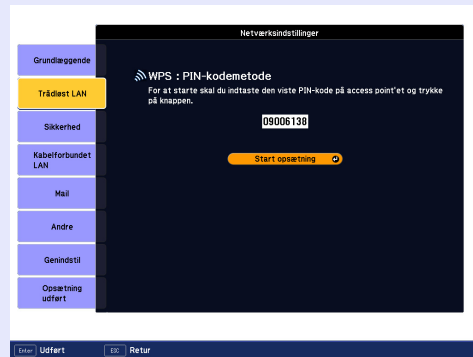 Netværksindstillinger
Grundlæggende
Trådløst LAN
Sikkerhed
Kabelforbundet
LAN
Mail
Andre
Genindstil
Opsætning
udført
WPS : PIN-kodemetode
For at starte skal du indtaste den viste PIN-kode på access point'et og trykke
på knappen.
09006138
Start opsætning
Enter Udført
ESC Retur